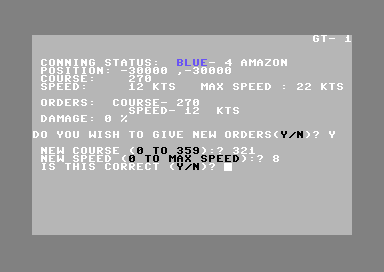 GT- 1
CONNING STATUS:  BLUE- 4 AMAZON
POSITION: -30000 ,-30000
COURSE:    270
SPEED:     12 KTS   MAX SPEED : 22 KTS
ORDERS:  COURSE- 270
SPEED- 12  KTS
DAMAGE: 0 %
DO YOU WISH TO GIVE NEW ORDERS(Y/N)? Y
NEW COURSE (0 TO 359):? 321
NEW SPEED (0 TO MAX SPEED):? 8
IS THIS CORRECT (Y/N)?